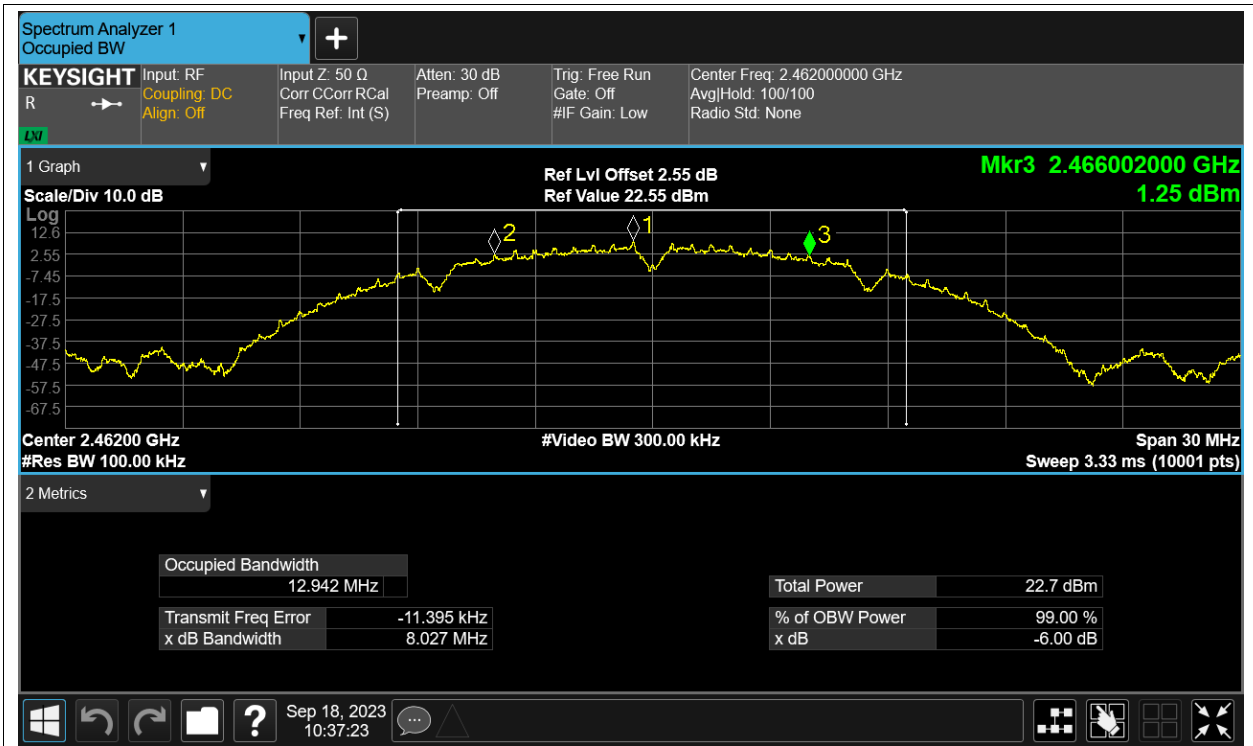 Spectrum Analyzer 1
Occupied BW
+
KEYSIGHT
R
LXI
Input: RF
Coupling: DC
Align: Off
Input Z: 50 Ω
Corr CCorr RCal
Freq Ref: Int (S)
Atten: 30 dB
Preamp: Off
Trig: Free Run
Gate: Off
#IF Gain: Low
Center Freq: 2.462000000 GHz
Avg|Hold: 100/100
Radio Std: None
1 Graph
Scale/Div 10.0 dB
Ref Lvl Offset 2.55 dB
Ref Value 22.55 dBm
Mkr3 2.466002000 GHz
1.25 dBm
Log
12.6
2.55
-7.45
-17.5
-27.5
-37.5
-47.5
-57.5
-67.5
2
1
3
Center 2.46200 GHz
#Res BW 100.00 kHz
#Video BW 300.00 kHz
Span 30 MHz
Sweep 3.33 ms (10001 pts)
2 Metrics
Occupied Bandwidth
12.942 MHz
Transmit Freq Error -11.395 kHz
x dB Bandwidth 8.027 MHz
Total Power 22.7 dBm
% of OBW Power 99.00 %
x dB -6.00 dB
?
Sep 18, 2023
10:37:23